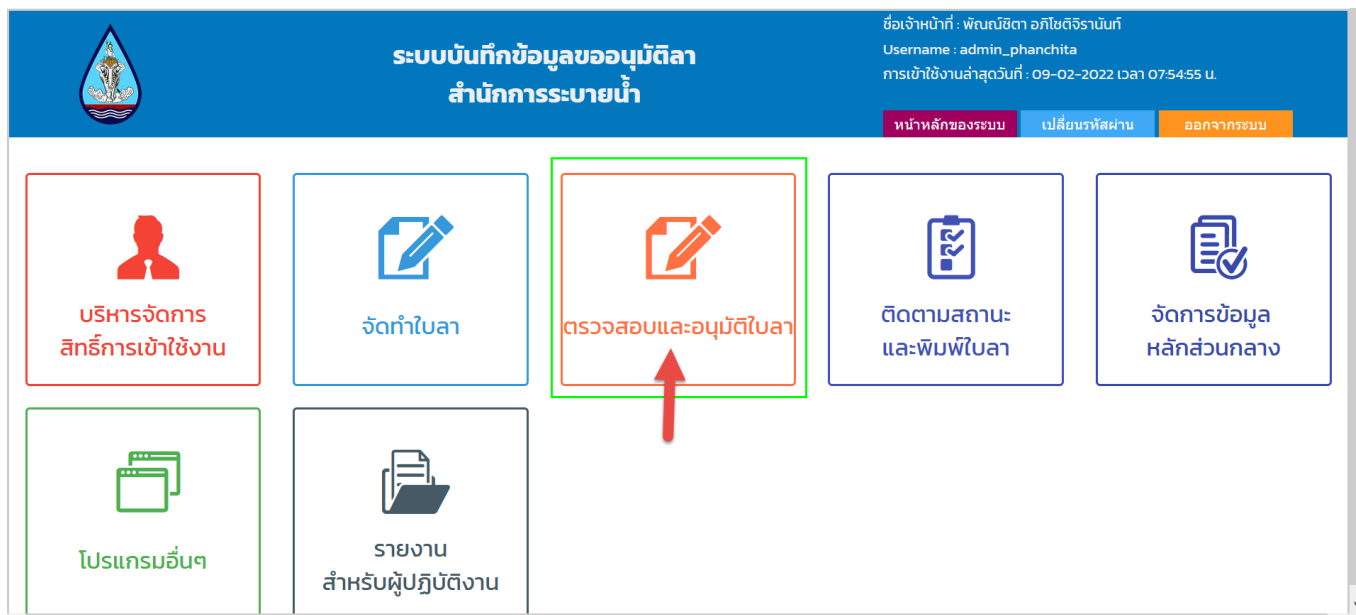 ระบบบันทึกข้อมูลขออนุมัติลา
สำนักการระบายน้ำ
ชื่อเจ้าหน้าที่ : พัณณ์ชิตา อภิโชติจิรานันท์
Username : admin_phanchita
การเข้าใช้งานล่าสุดวันที่ : 09-02-2022 เวลา 07:54:55 น.
หน้าหลักของระบบ
เปลี่ยนรหัสผ่าน
ออกจากระบบ
บริหารจัดการ
สิทธิ์การเข้าใช้งาน
จัดทำใบลา
ตรวจสอบและอนุมัติใบลา
ติดตามสถานะ
และพิมพ์ใบลา
จัดการข้อมูล
หลักส่วนกลาง
โปรแกรมอื่นๆ
รายงาน
สำหรับผู้ปฏิบัติงาน